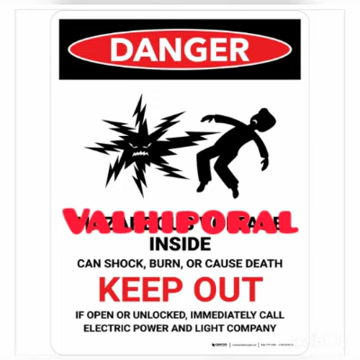 DANGER
VALHIPORAL
INSIDE
CAN SHOCK, BURN, OR CAUSE DEATH
KEEP OUT
IF OPEN OR UNLOCKED, IMMEDIATELY CALL
ELECTRIC POWER AND LIGHT COMPANY